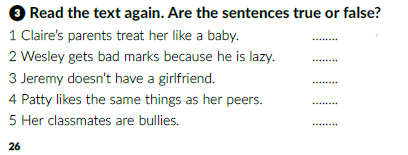 3 Read the text again. Are the sentences true or false?
1 Claire's parents treat her like a baby. ........
2 Wesley gets bad marks because he is lazy. ........
3 Jeremy doesn't have a girlfriend. ........
4 Patty likes the same things as her peers. ........
5 Her classmates are bullies. ........
26